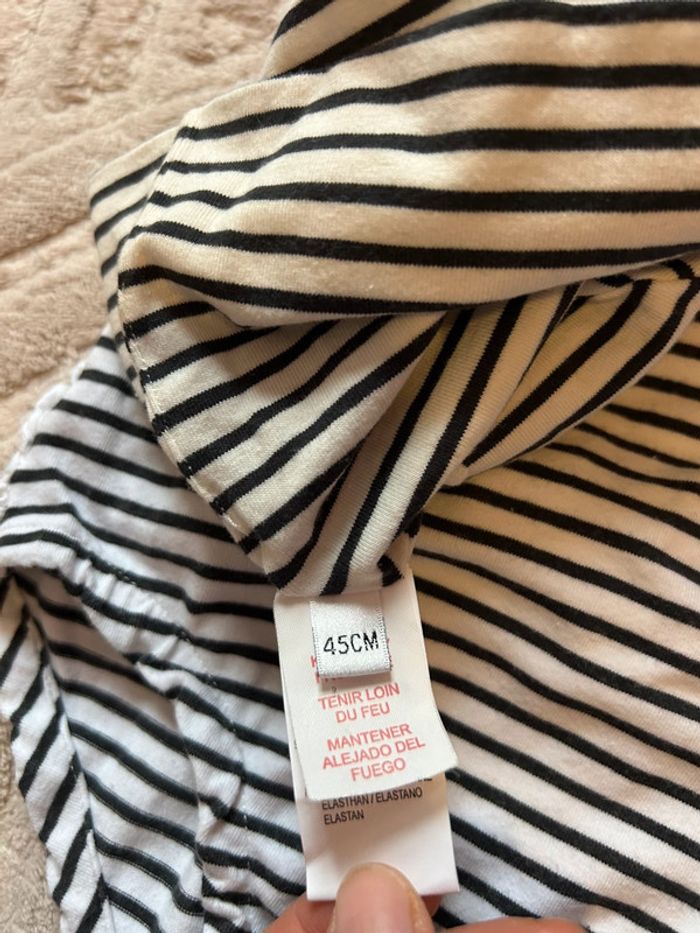 45CM
TENIR LOIN
DU FEU
MANTENER
ALEJADO DEL
FUEGO
ELASTHAN / ELASTANO
ELASTAN